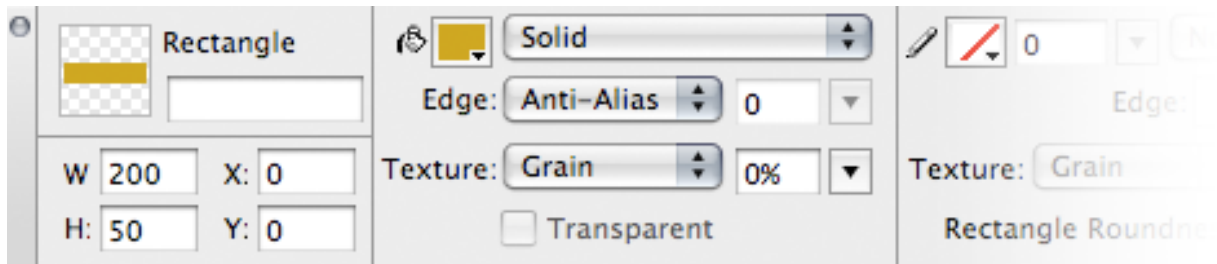 Rectangle
W 200 X: 0
H: 50 Y: 0
Solid
Edge: Anti-Alias 0
Texture: Grain 0%
Transparent
0
Edge:
Texture: Grain
Rectangle